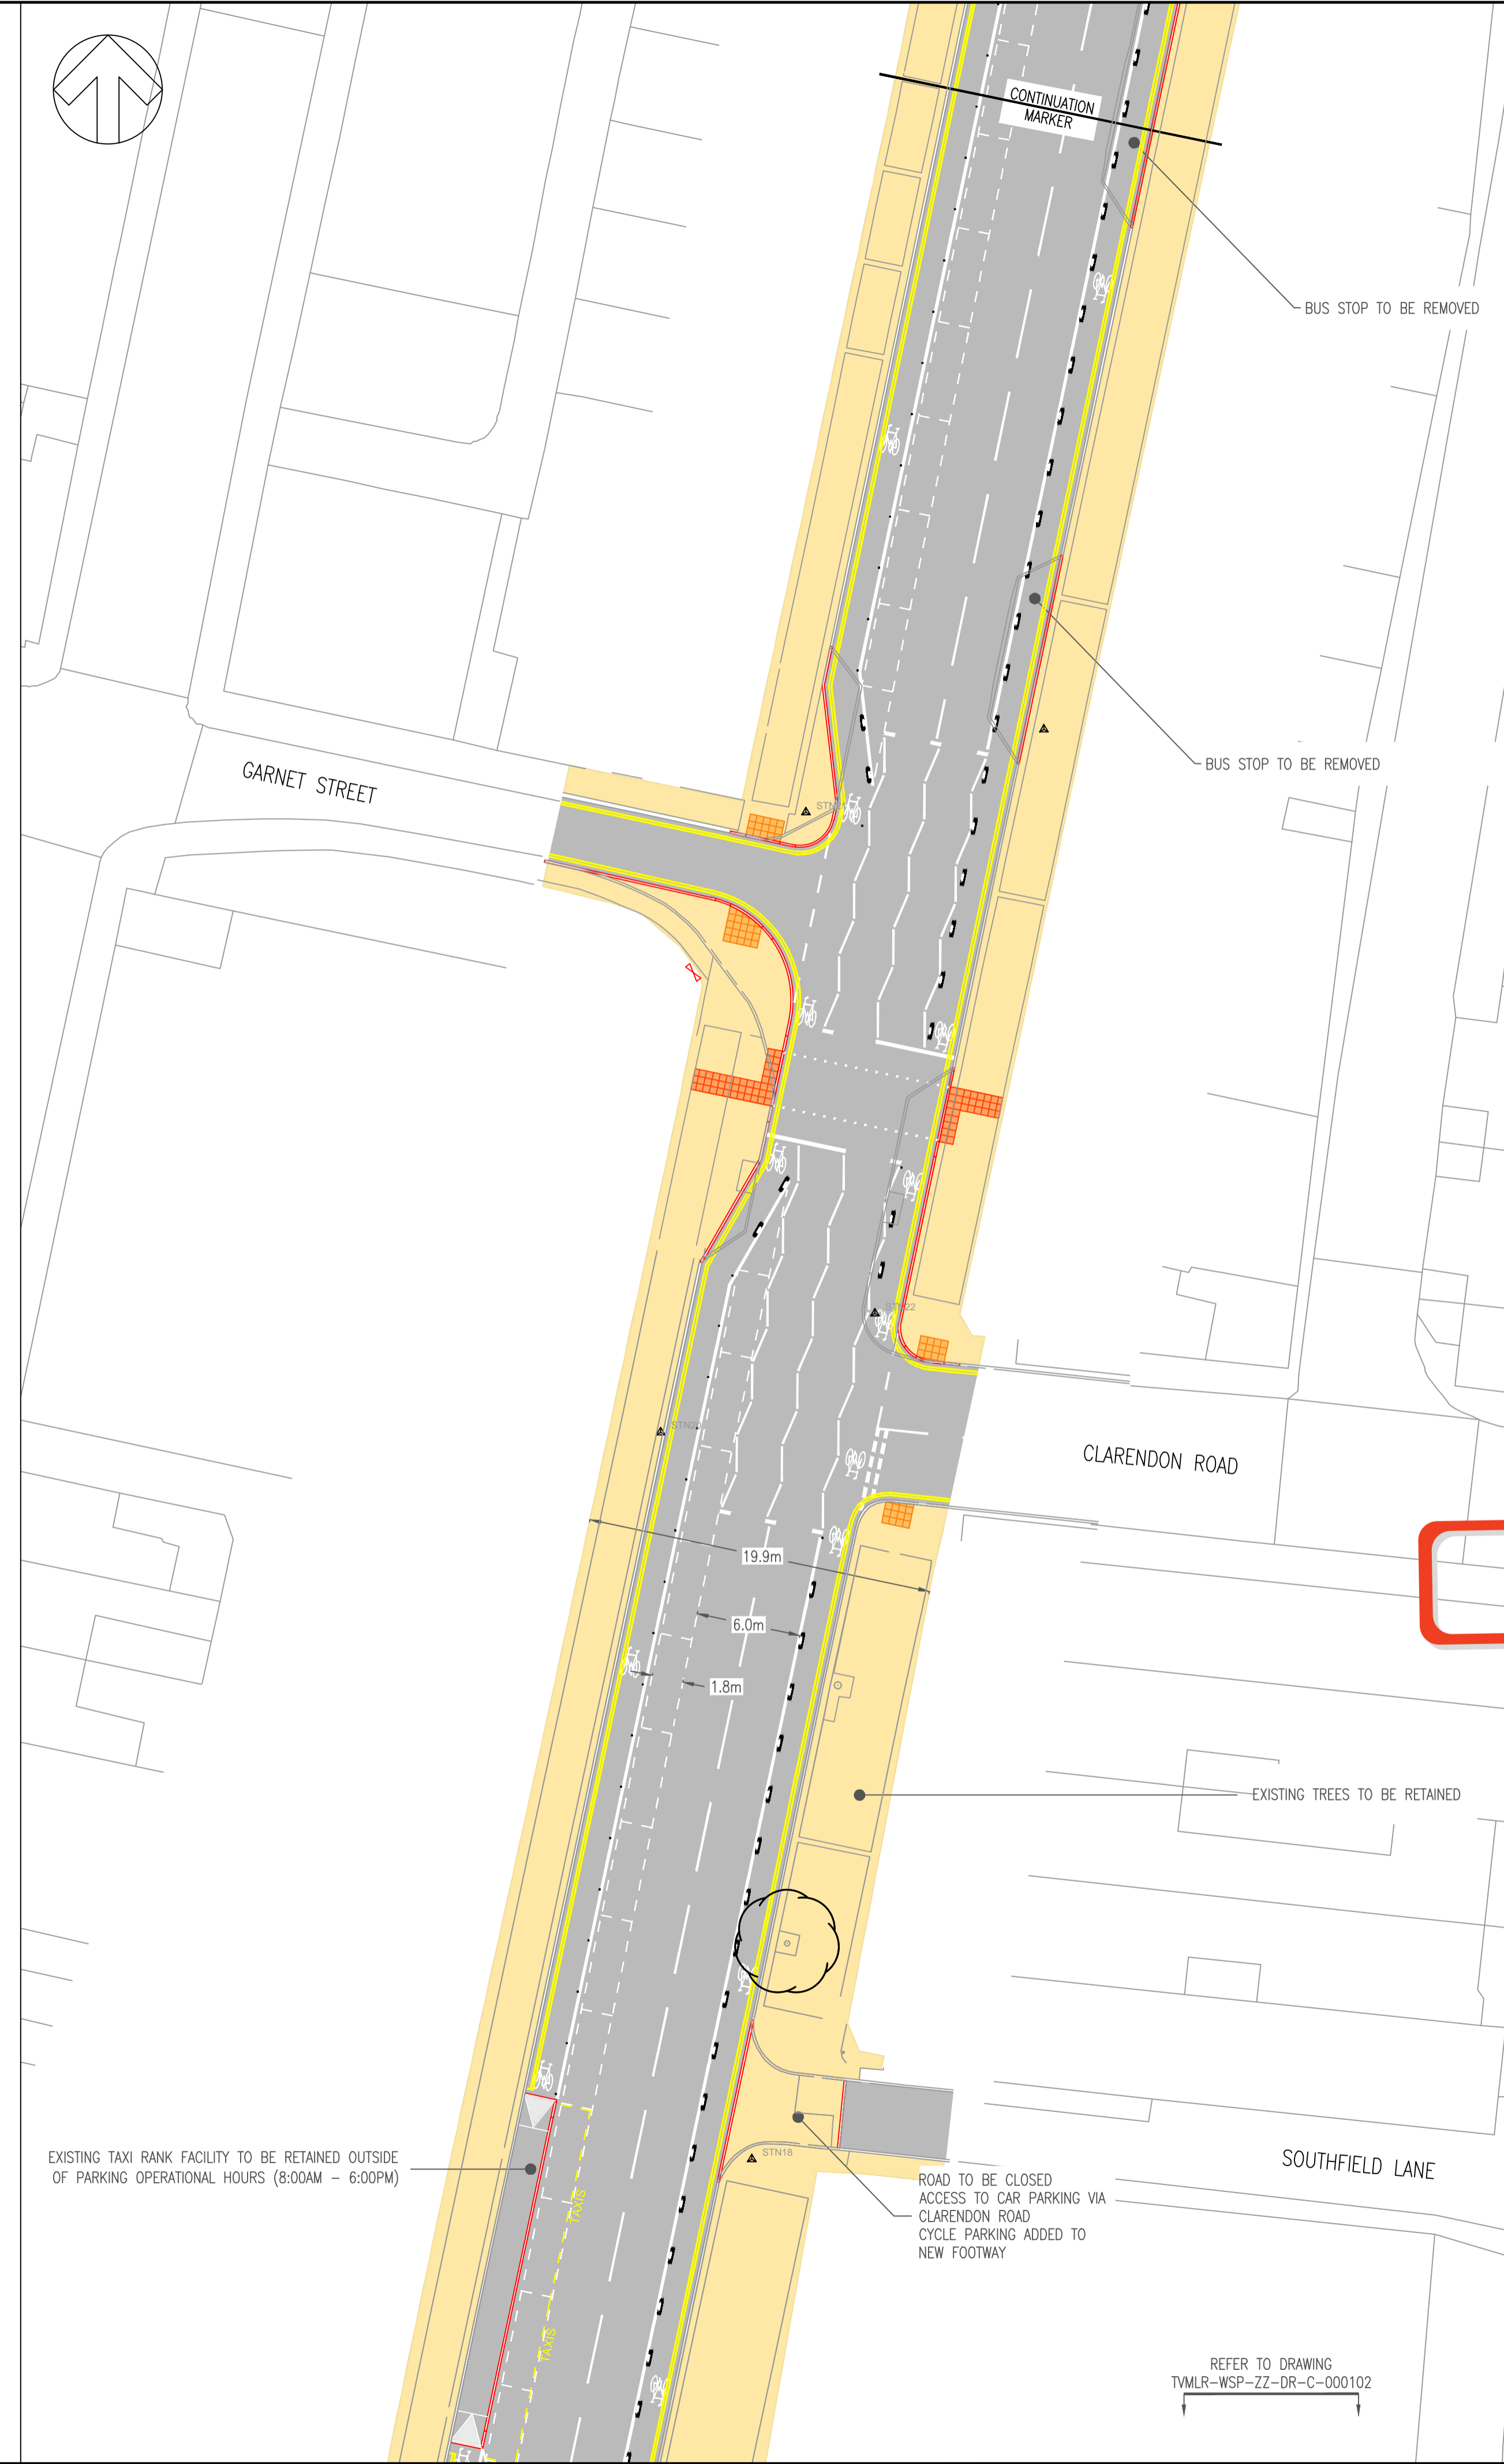 CONTINUATION
MARKER
BUS STOP TO BE REMOVED
BUS STOP TO BE REMOVED
GARNET STREET
STN22
CLARENDON ROAD
19.9m
6.0m
1.8m
EXISTING TREES TO BE RETAINED
EXISTING TAXI RANK FACILITY TO BE RETAINED OUTSIDE
OF PARKING OPERATIONAL HOURS (8:00AM – 6:00PM)
STN18
SOUTHFIELD LANE
ROAD TO BE CLOSED
ACCESS TO CAR PARKING VIA
CLARENDON ROAD
CYCLE PARKING ADDED TO
NEW FOOTWAY
TAXIS
TAXIS
REFER TO DRAWING
TVMLR-WSP-ZZ-DR-C-000102